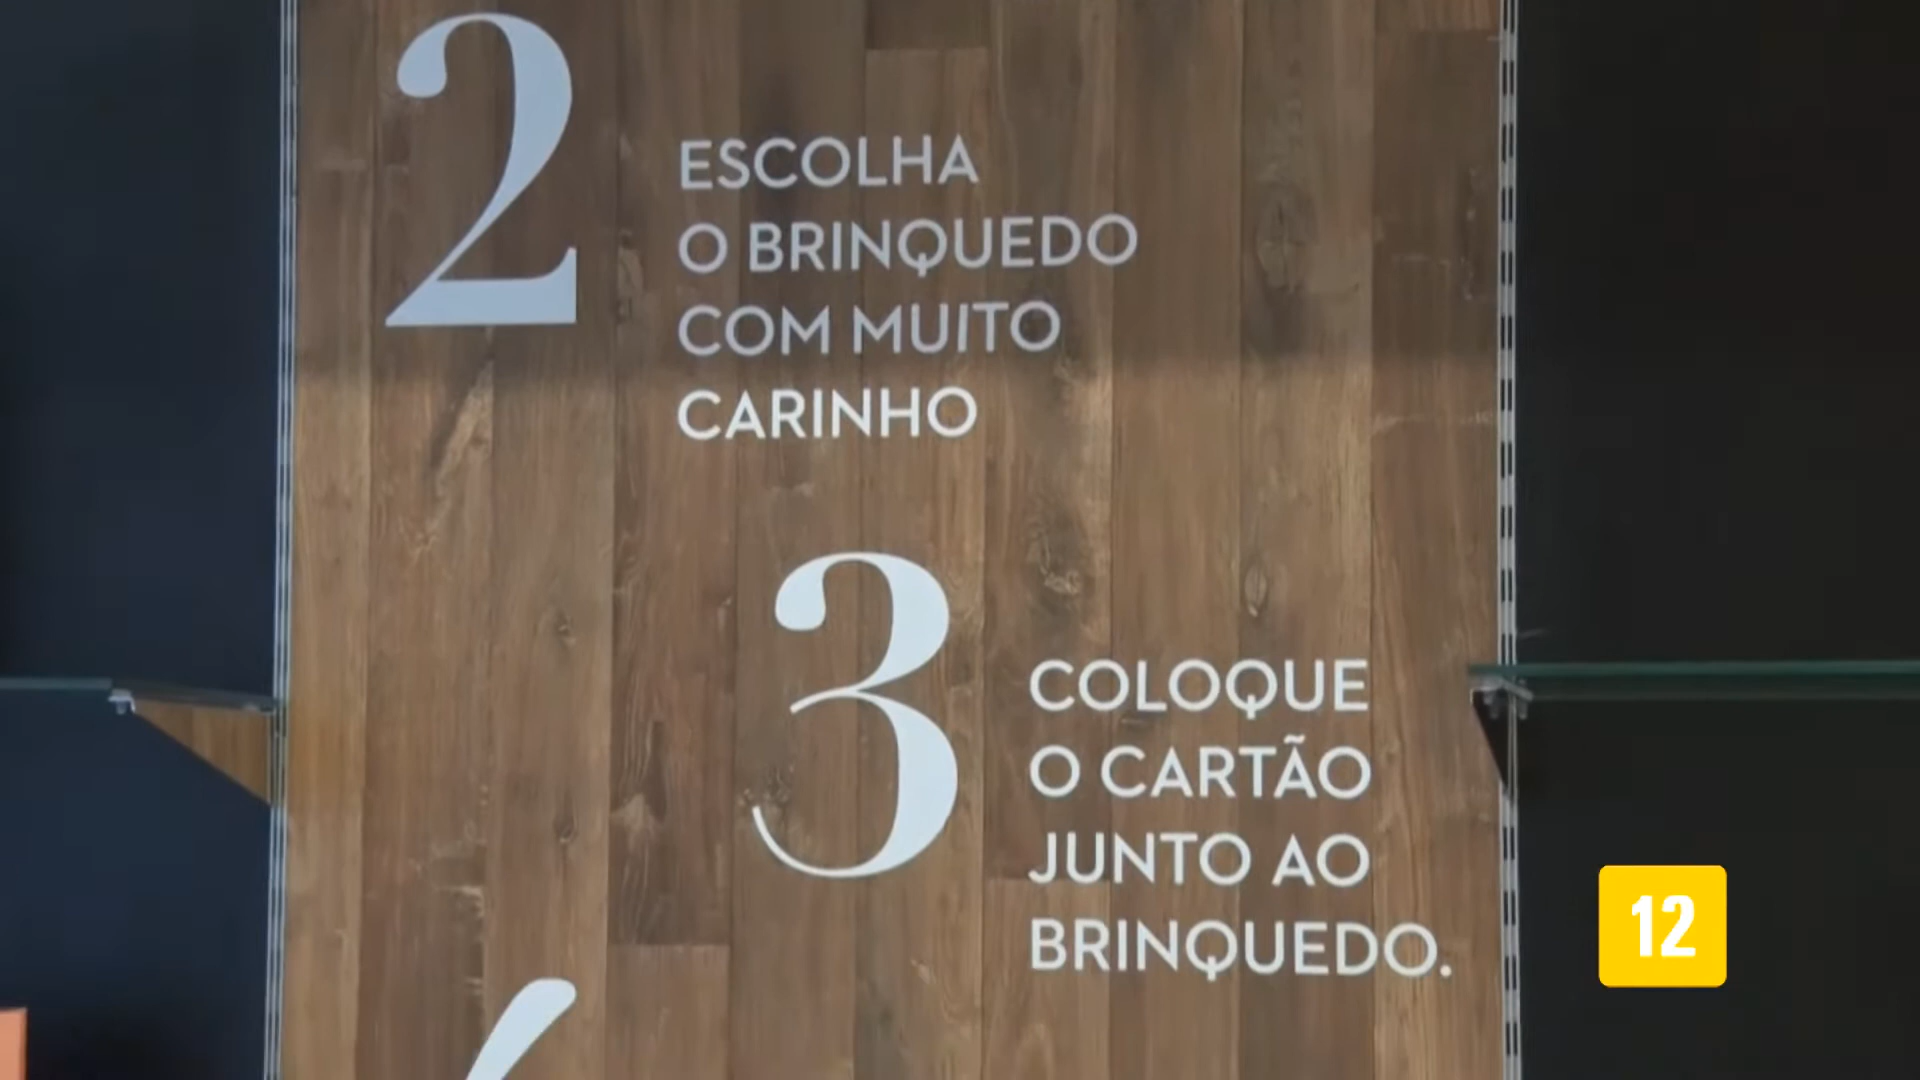 2
ESCOLHA
O BRINQUEDO
COM MUITO
CARINHO
3
COLOQUE
O CARTÃO
JUNTO AO
BRINQUEDO.
12